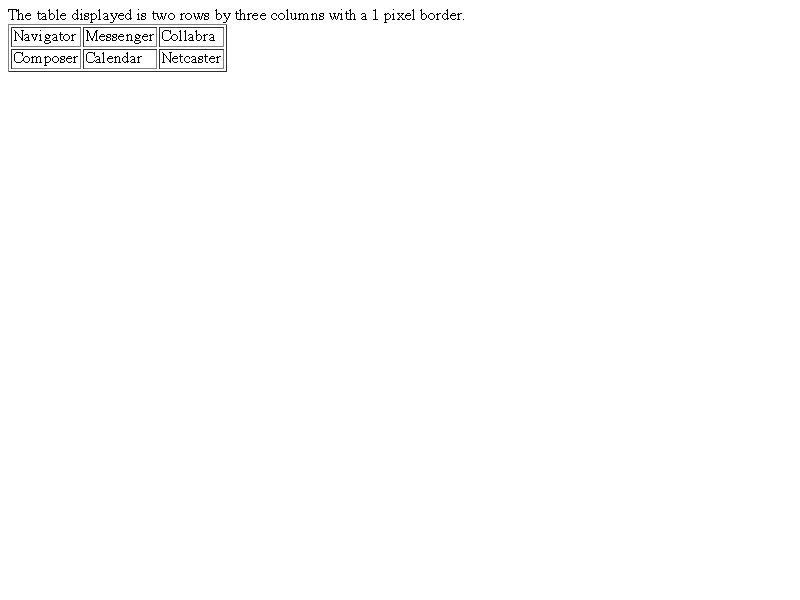 The table displayed is two rows by three columns with a 1 pixel border.
Navigator Messenger Collabra
Composer Calendar Netcaster